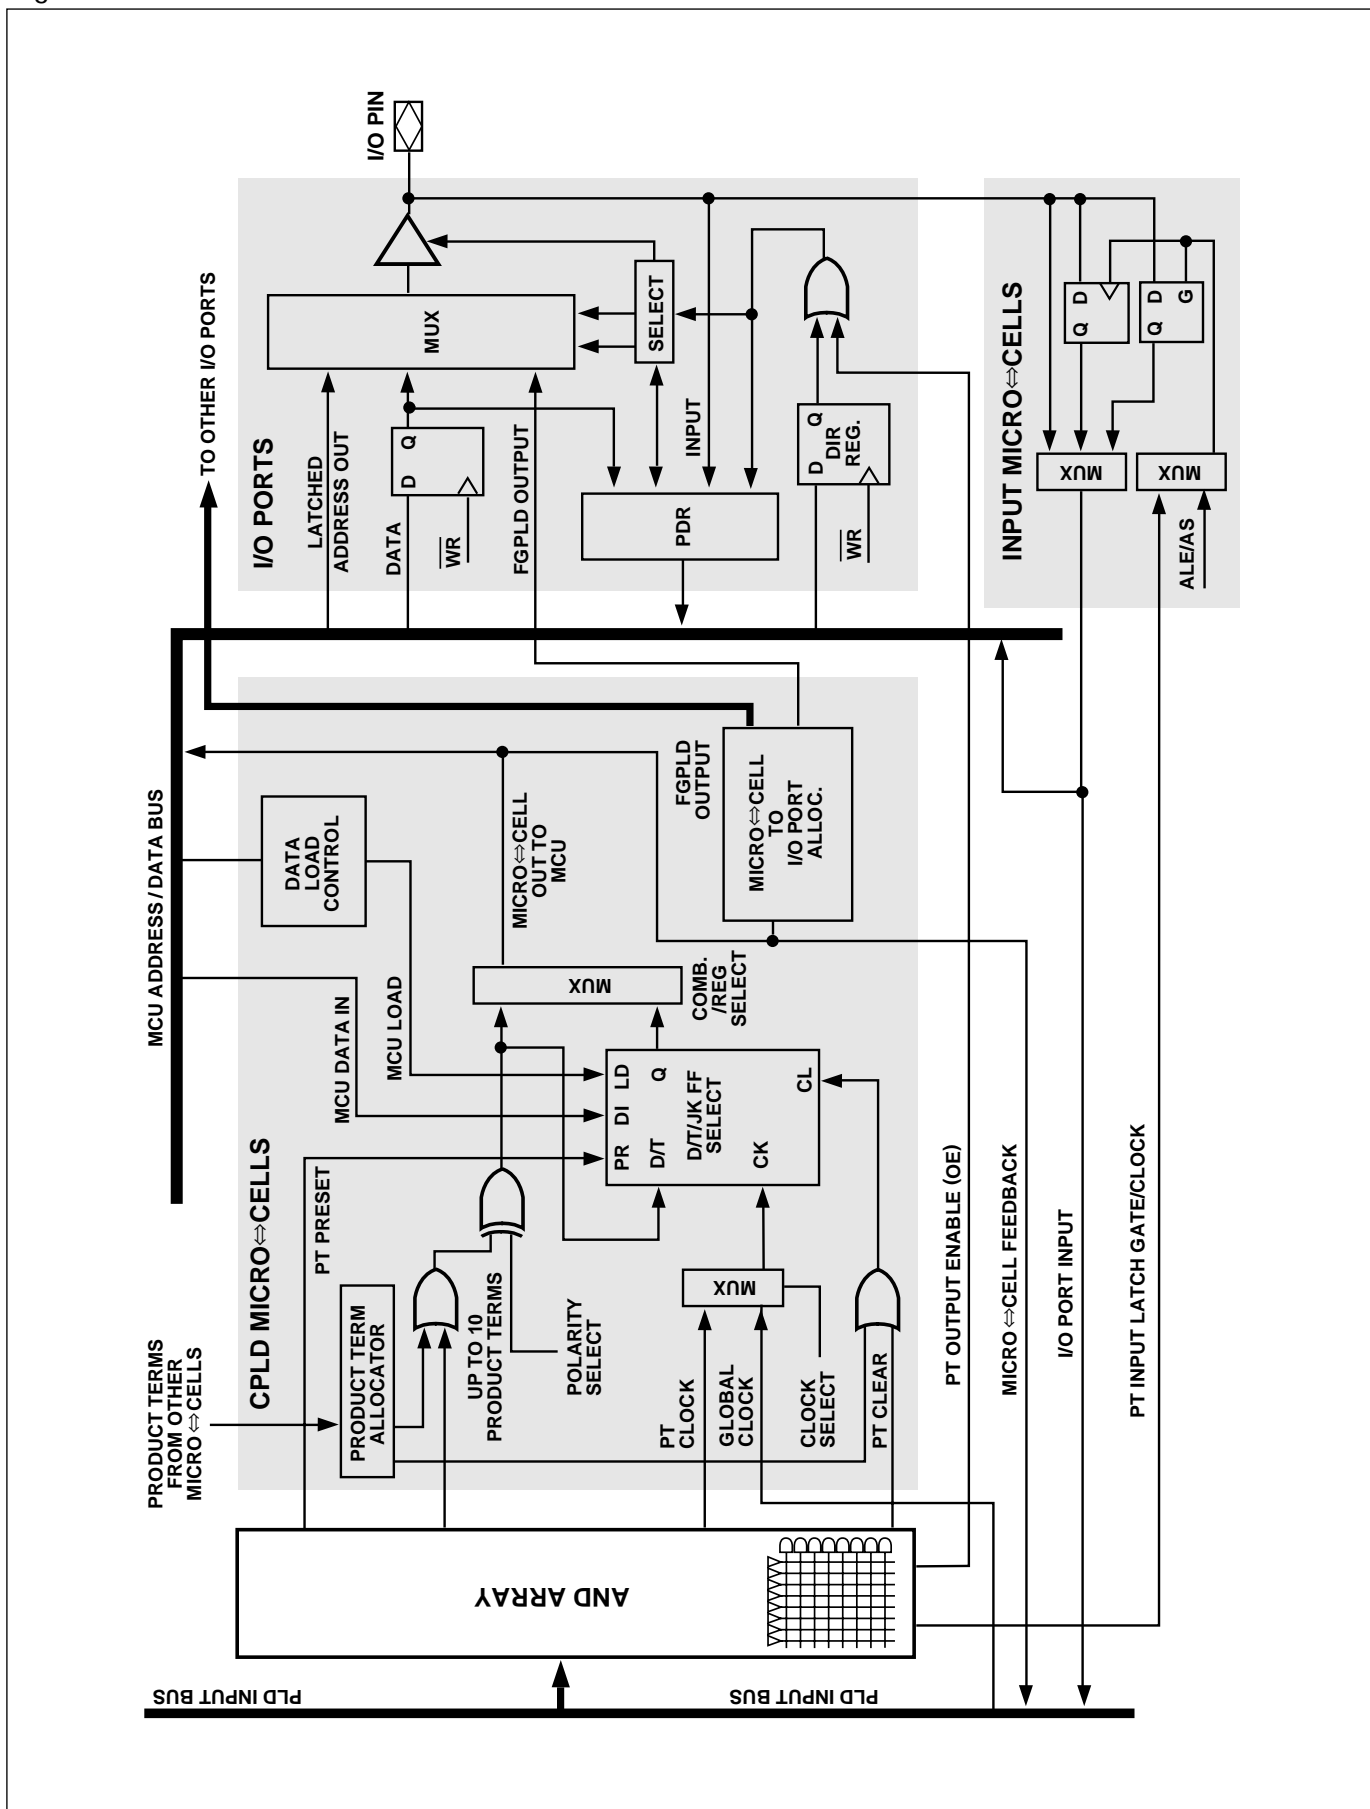 PRODUCT TERMS
FROM OTHER
MICRO⇔CELLS
MCU ADDRESS / DATA BUS
TO OTHER I/O PORTS
CPLD MICRO⇔CELLS
I/O PORTS
PLD INPUT BUS
PLD INPUT BUS
AND ARRAY
PT PRESET
PRODUCT TERM
ALLOCATOR
UP TO 10
PRODUCT TERMS
POLARITY
SELECT
PT
CLOCK
GLOBAL
CLOCK
CLOCK
SELECT
PT CLEAR
MUX
MCU DATA IN
MCU LOAD
DATA
LOAD
CONTROL
PR
DI
LD
D/T
Q
D/T/JK FF
SELECT
CK
CL
MUX
COMB.
/REG
SELECT
MICRO⇔CELL
OUT TO
MCU
FGPLD
OUTPUT
MICRO⇔CELL
TO
I/O PORT
ALLOC.
LATCHED
ADDRESS OUT
DATA
WR
D
Q
FGPLD OUTPUT
MUX
I/O PIN
SELECT
INPUT
PDR
D
Q
DIR
REG.
WR
PT OUTPUT ENABLE (OE)
MICRO⇔CELL FEEDBACK
I/O PORT INPUT
PT INPUT LATCH GATE/CLOCK
INPUT MICRO⇔CELLS
MUX
MUX
ALE/AS
Q
D
Q
D
G